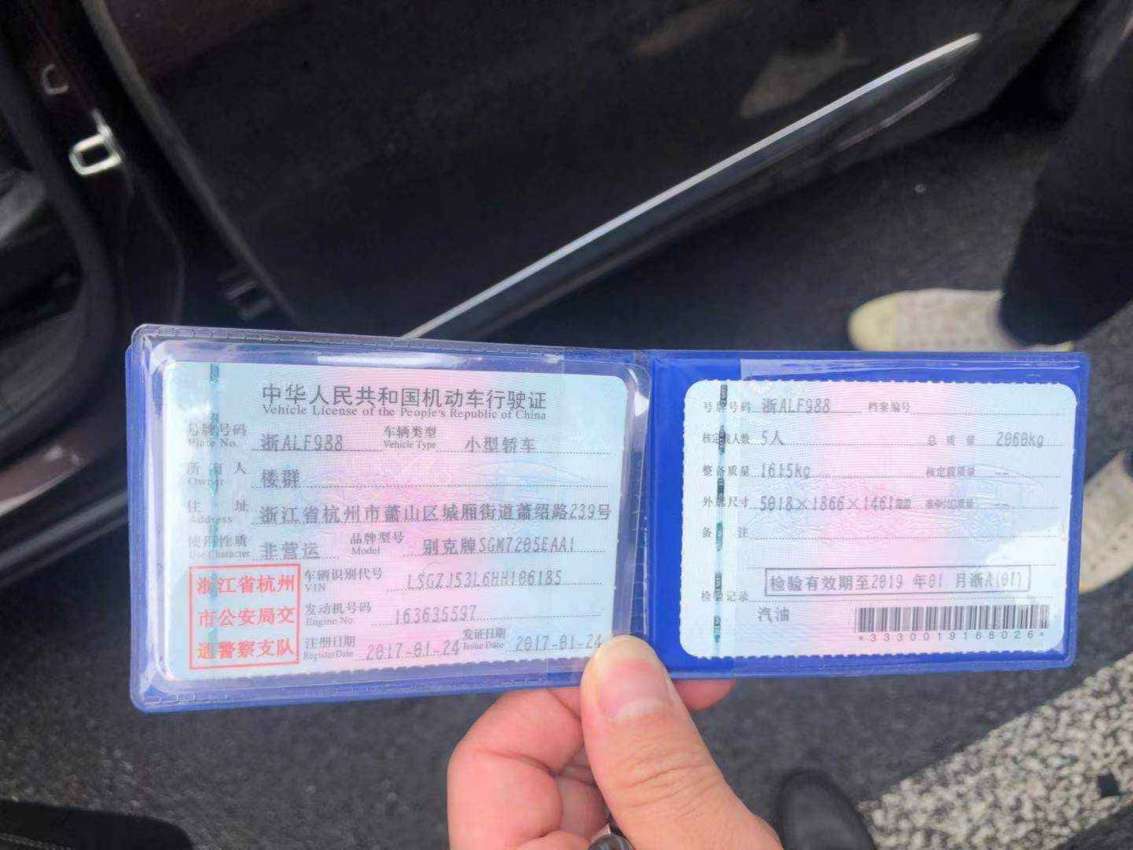 中华人民共和国机动车行驶证
Vehicle License of the People's Republic of China
号牌号码 浙ALF988 车辆类型 小型轿车
Plate No. Vehicle Type
所有人 楼群
Owner
住址 浙江省杭州市萧山区城厢街道萧绍路239号
Address
使用性质 非营运 品牌型号 别克牌SGM7205EAA1
Use Character Model
浙江省杭州
市公安局交
通警察支队
车辆识别代号 LSGZJ53L6HH106185
VIN
发动机号码 163635597
Engine No.
注册日期 2017-01-24 发证日期 2017-01-24
Register Date Issue Date
号牌号码 浙ALF988 档案编号
核定载人数 5人 总质量 2060kg
整备质量 1615kg 核定载质量 --
外廓尺寸 5018×1866×1461mm 准牵引总质量 --
备注
检验有效期至2019年01月浙A(01)
检验记录
汽油
*3330019168026*